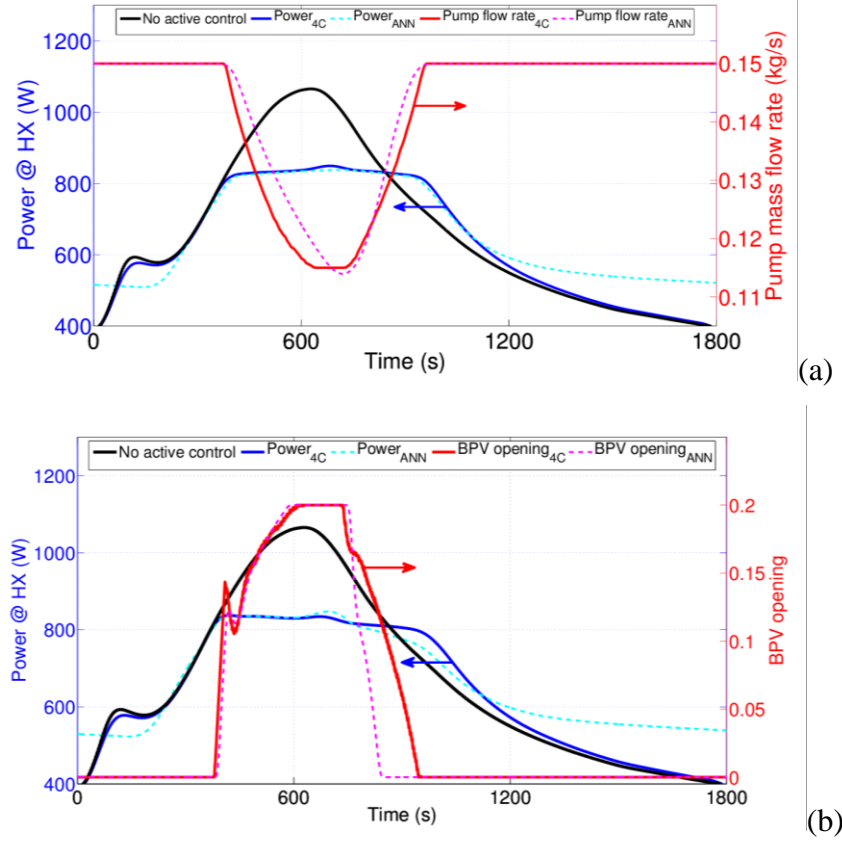 No active control Power4C PowerANN Pump flow rate4C Pump flow rateANN
1200
1000
800
600
400
0.15
0.14
0.13
0.12
0.11
0 600 1200 1800
Time (s)
Power @ HX (W)
Pump mass flow rate (kg/s)
(a)
No active control Power4C PowerANN BPV opening4C BPV openingANN
1200
1000
800
600
400
0.2
0.15
0.1
0.05
0
0 600 1200 1800
Time (s)
Power @ HX (W)
BPV opening
(b)